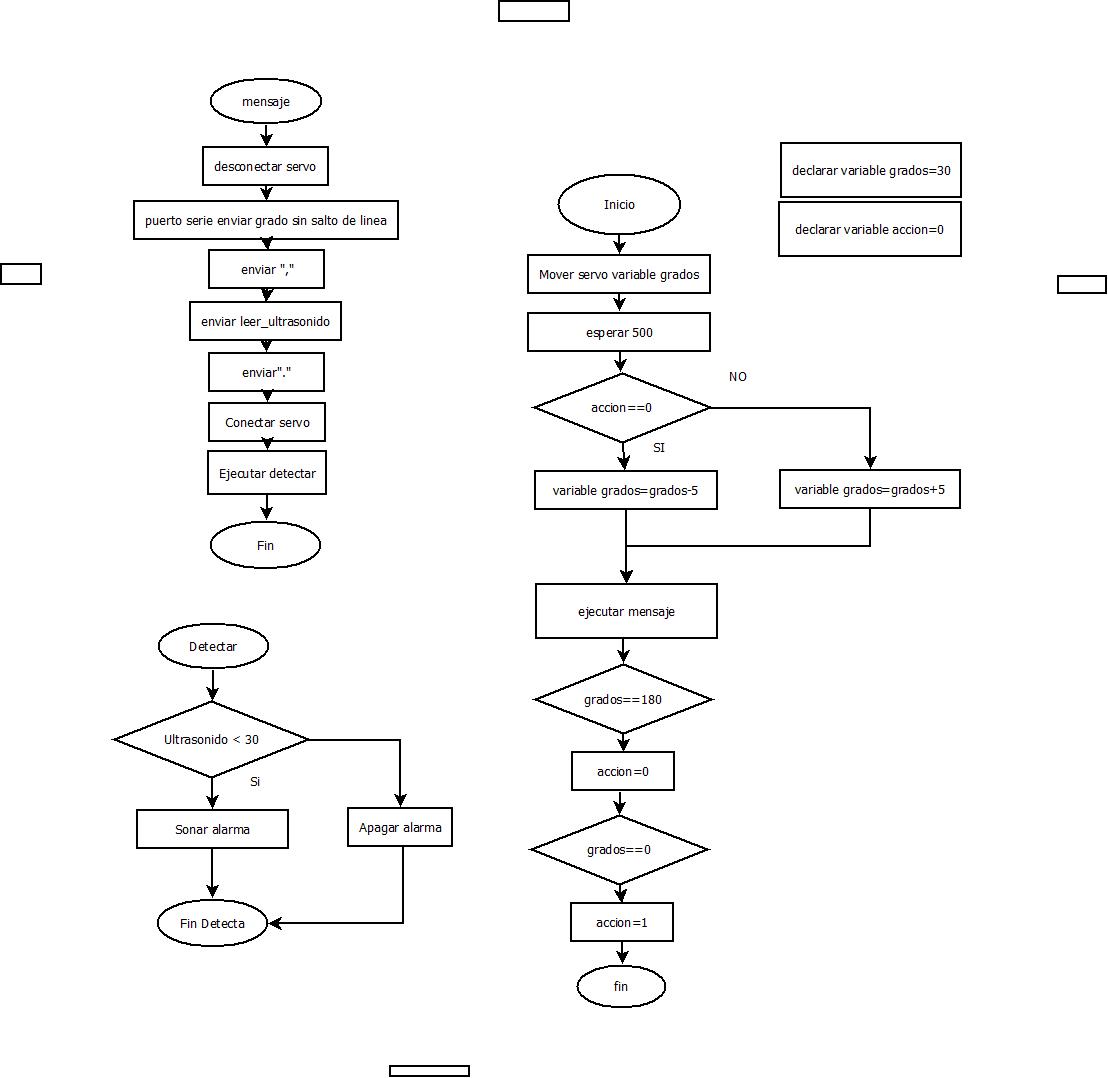 mensaje
desconectar servo
puerto serie enviar grado sin salto de linea
enviar ","
enviar leer_ultrasonido
enviar"."
Conectar servo
Ejecutar detectar
Fin
Detectar
Ultrasonido < 30
Si
Sonar alarma
Apagar alarma
Fin Detecta
declarar variable grados=30
declarar variable accion=0
Inicio
Mover servo variable grados
esperar 500
NO
accion==0
SI
variable grados=grados-5
variable grados=grados+5
ejecutar mensaje
grados==180
accion=0
grados==0
accion=1
fin